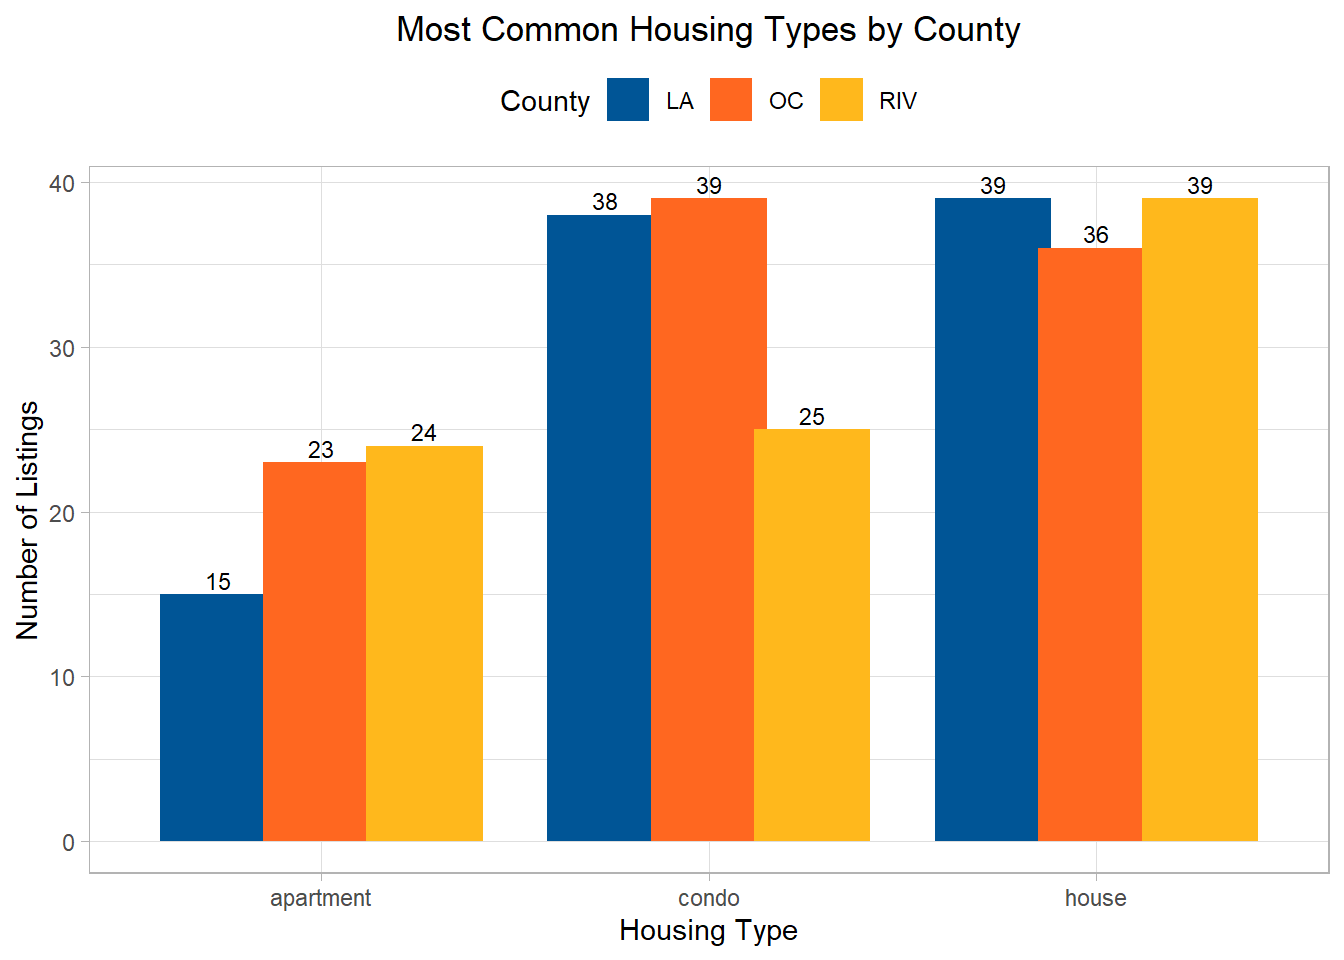 Most Common Housing Types by County
County LA OC RIV
40
30
20
10
0
Number of Listings
15
23
24
38
39
25
39
36
39
apartment condo house
Housing Type